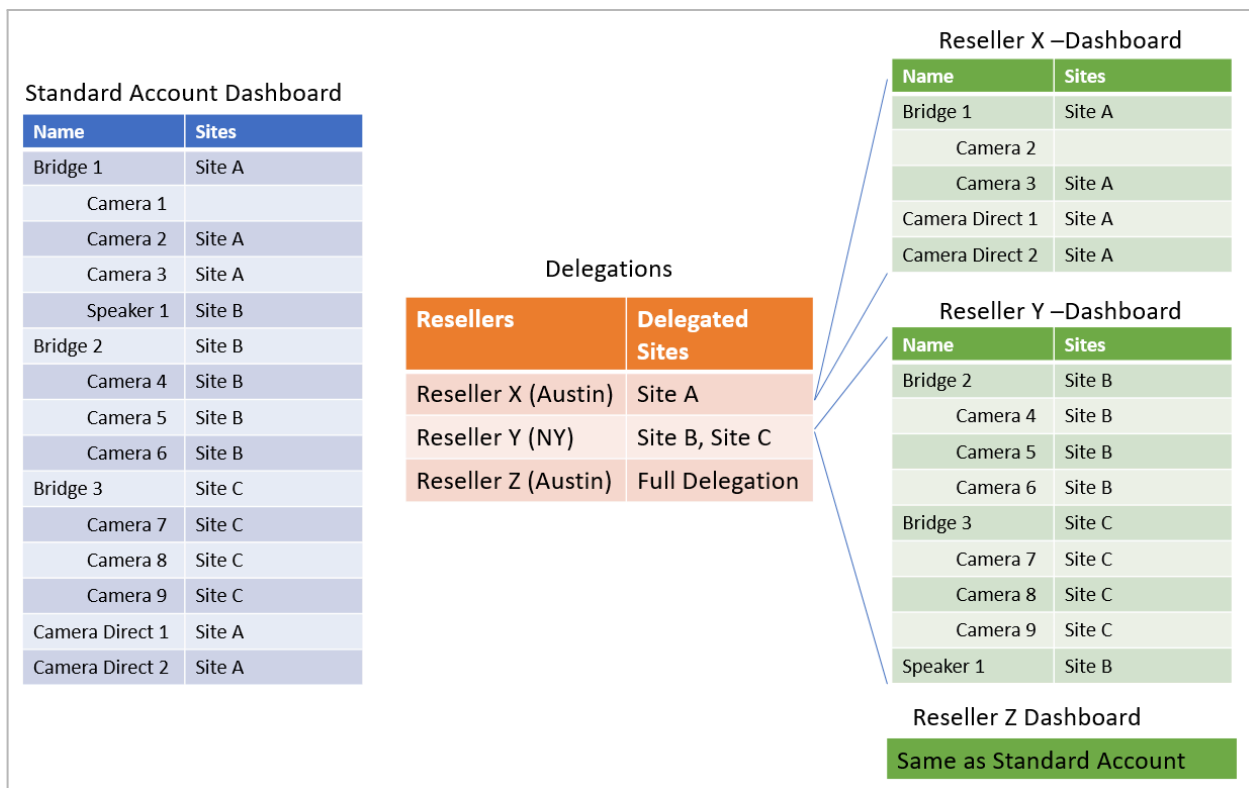 Standard Account Dashboard
Name Sites
Bridge 1 Site A
Camera 1
Camera 2 Site A
Camera 3 Site A
Speaker 1 Site B
Bridge 2 Site B
Camera 4 Site B
Camera 5 Site B
Camera 6 Site B
Bridge 3 Site C
Camera 7 Site C
Camera 8 Site C
Camera 9 Site C
Camera Direct 1 Site A
Camera Direct 2 Site A
Delegations
Resellers Delegated
Sites
Reseller X (Austin) Site A
Reseller Y (NY) Site B, Site C
Reseller Z (Austin) Full Delegation
Reseller X –Dashboard
Name Sites
Bridge 1 Site A
Camera 2
Camera 3 Site A
Camera Direct 1 Site A
Camera Direct 2 Site A
Reseller Y –Dashboard
Name Sites
Bridge 2 Site B
Camera 4 Site B
Camera 5 Site B
Camera 6 Site B
Bridge 3 Site C
Camera 7 Site C
Camera 8 Site C
Camera 9 Site C
Speaker 1 Site B
Reseller Z Dashboard
Same as Standard Account